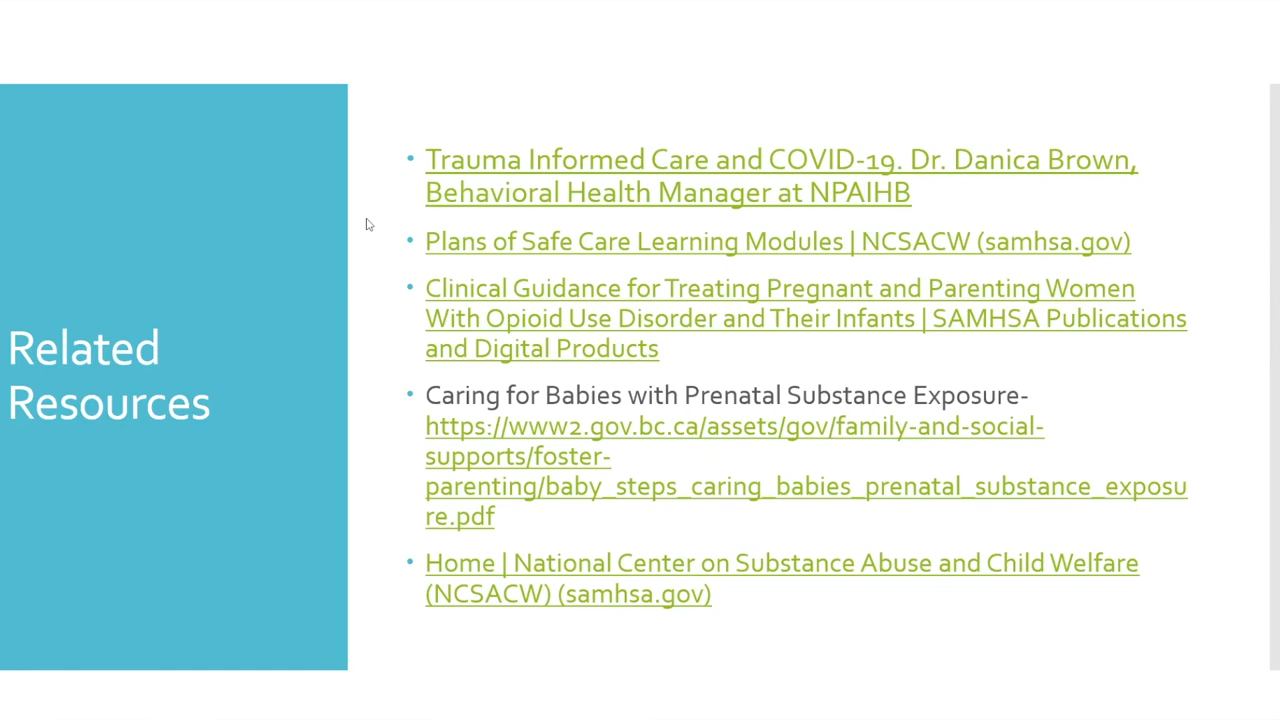 Related
Resources
• Trauma Informed Care and COVID-19. Dr. Danica Brown,
Behavioral Health Manager at NPAIHB
• Plans of Safe Care Learning Modules | NCSACW (samhsa.gov)
• Clinical Guidance for Treating Pregnant and Parenting Women
With Opioid Use Disorder and Their Infants | SAMHSA Publications
and Digital Products
• Caring for Babies with Prenatal Substance Exposure-
https://www2.gov.bc.ca/assets/gov/family-and-social-
supports/foster-
parenting/baby_steps_caring_babies_prenatal_substance_exposu
re.pdf
• Home | National Center on Substance Abuse and Child Welfare
(NCSACW) (samhsa.gov)